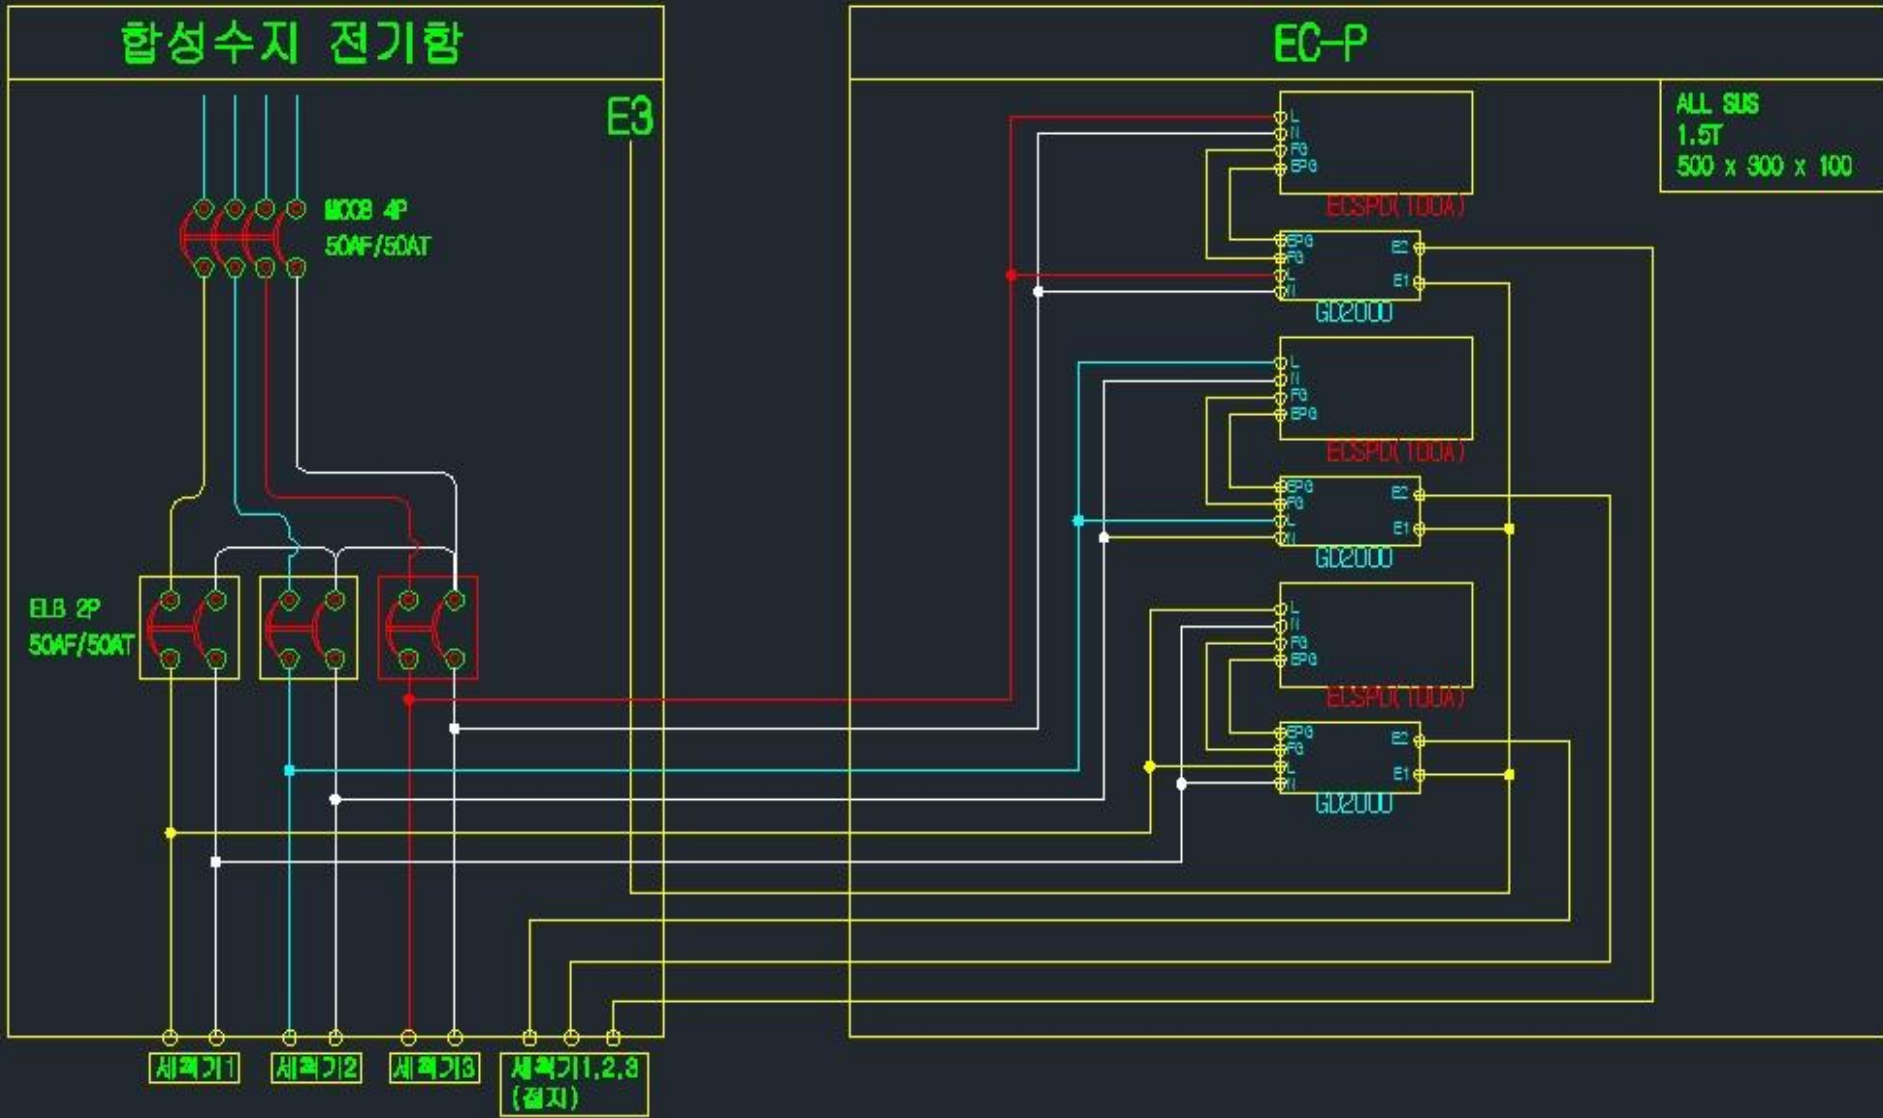 합성수지 전기함
E3
MCCB 4P
50AF/50AT
ELB 2P
50AF/50AT
세척기1
세척기2
세척기3
세척기1,2,3
(접지)
EC-P
ALL SUS
1.5T
500 x 300 x 100
L
N
FG
EPG
ECSPD(100A)
EPG
FG
L
N
E2
E1
GD2000
L
N
FG
EPG
ECSPD(100A)
EPG
FG
L
N
E2
E1
GD2000
L
N
FG
EPG
ECSPD(100A)
EPG
FG
L
N
E2
E1
GD2000